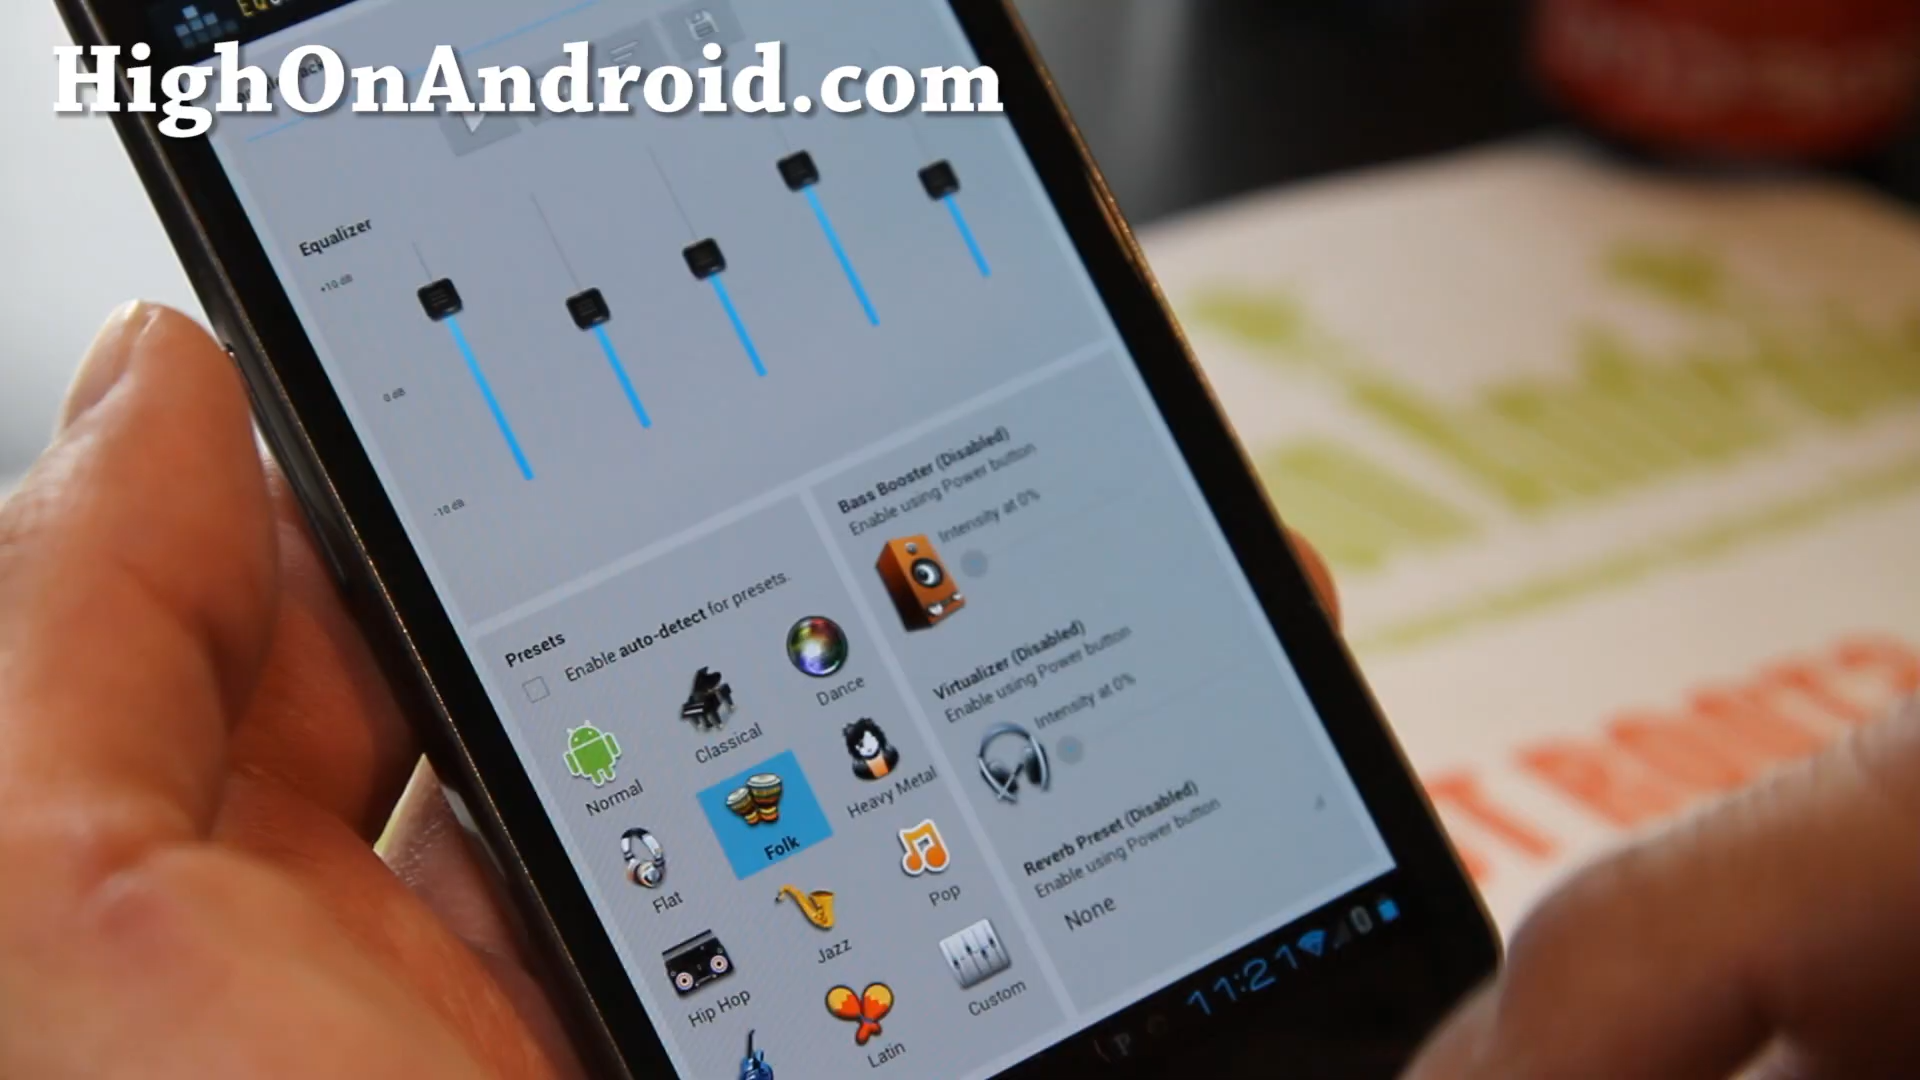 HighOnAndroid.com
Equalizer
+10 dB
0 dB
-10 dB
Bass Booster (Disabled)
Enable using Power button
Intensity at 0%
Virtualizer (Disabled)
Enable using Power button
Intensity at 0%
Reverb Preset (Disabled)
Enable using Power button
None
Presets
Enable auto-detect for presets.
Normal
Classical
Dance
Flat
Folk
Heavy Metal
Hip Hop
Jazz
Pop
Latin
Custom
11:21